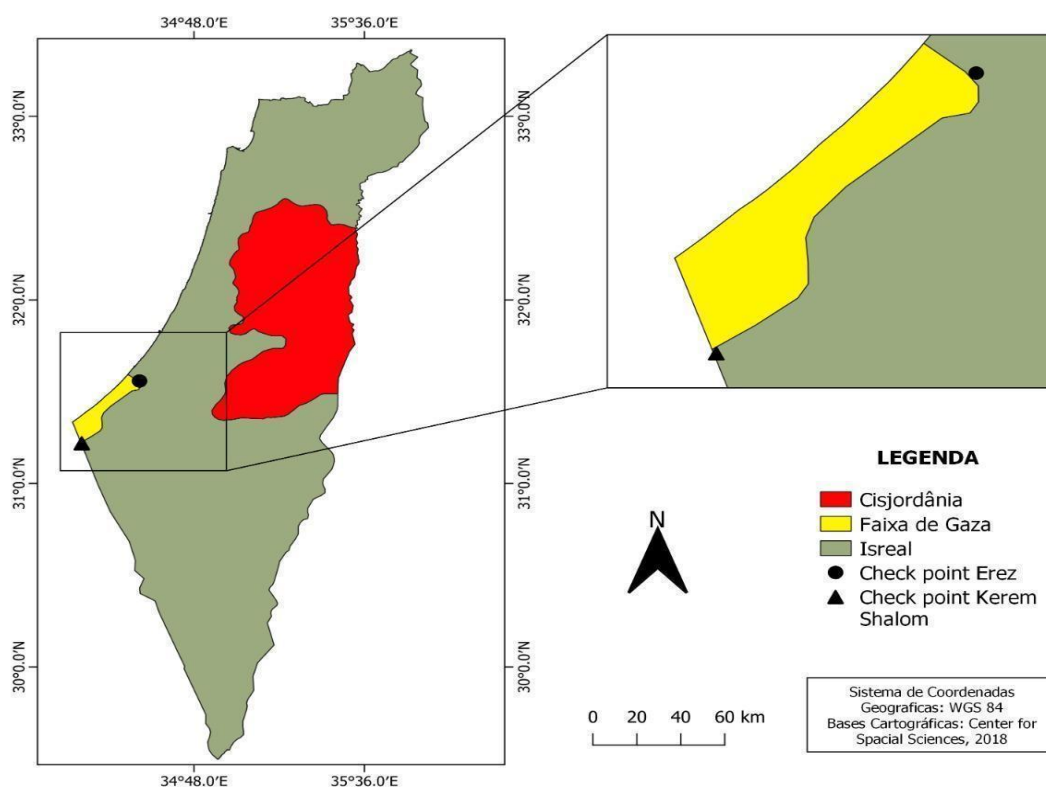 34°48.0'E
35°36.0'E
33°0.0'N
33°0.0'N
32°0.0'N
32°0.0'N
31°0.0'N
31°0.0'N
30°0.0'N
30°0.0'N
34°48.0'E
35°36.0'E
LEGENDA
Cisjordânia
Faixa de Gaza
Isreal
Check point Erez
Check point Kerem
Shalom
N
0 20 40 60 km
Sistema de Coordenadas
Geograficas: WGS 84
Bases Cartográficas: Center for
Spacial Sciences, 2018